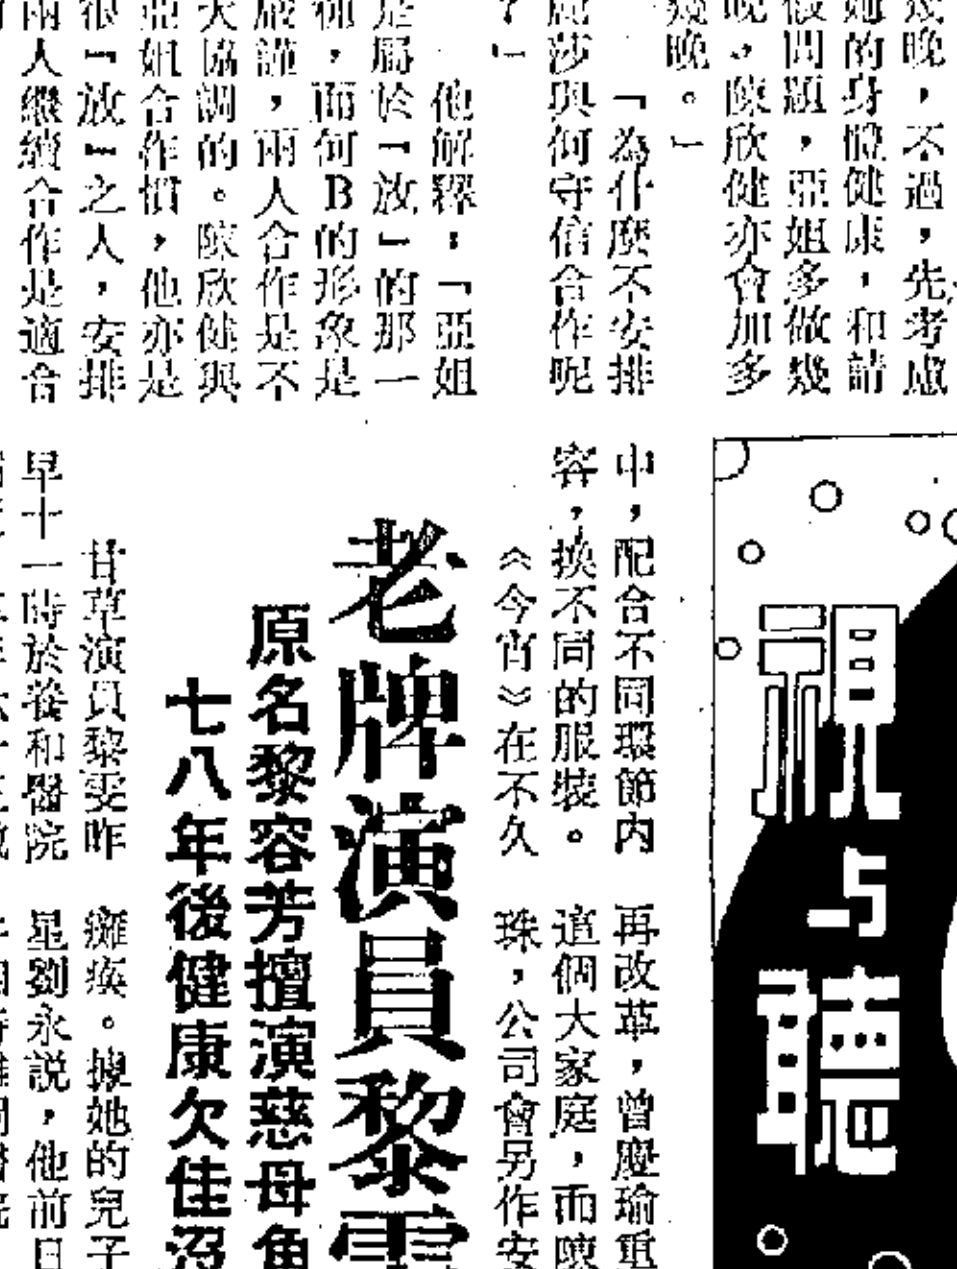 幾晚，不過，先考慮
她的身體健康，和請
假問題，亞姐多做幾
晚，陳欣健亦會加多
幾晚。」
「為什麼不安排
麗莎與何守信合作呢
？」
他解釋：「亞姐
是屬於「放」的那一
種，而何B的形象是
嚴謹，兩人合作是不
大協調的。陳欣健與
亞姐合作慣，他亦是
很「放」之人，安排
兩人繼續合作是適合
視与聽
中，配合不同環節內
容，換不同的服裝。
《今宵》在不久
再改革，曾慶瑜重
這個大家庭，而陳
珠，公司會另作安
老牌演員黎雯
原名黎容芳擅演慈母角
七八年後健康欠佳沒
甘草演員黎雯昨
早十一時於養和醫院
癱瘓。據她的兒子
星劉永説，他前日